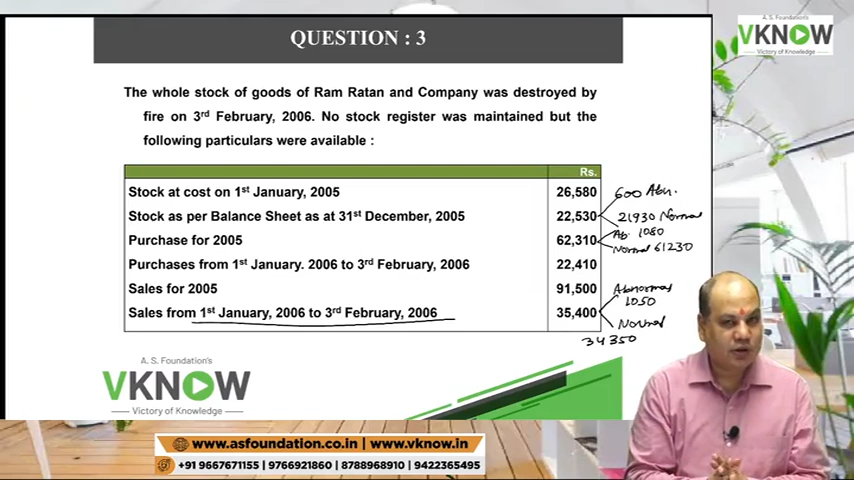 QUESTION : 3
A. S. Foundation's
VKNOW
Victory of Knowledge
The whole stock of goods of Ram Ratan and Company was destroyed by
fire on 3rd February, 2006. No stock register was maintained but the
following particulars were available :
Rs.
Stock at cost on 1st January, 2005 26,580 600 Abn.
Stock as per Balance Sheet as at 31st December, 2005 22,530 21930 Normal
Purchase for 2005 62,310 Ab. 1080
Normal 61230
Purchases from 1st January. 2006 to 3rd February, 2006 22,410
Sales for 2005 91,500 Abnormal
1050
Sales from 1st January, 2006 to 3rd February, 2006 35,400 Normal
34350
A. S. Foundation's
VKNOW
Victory of Knowledge
www.asfoundation.co.in | www.vknow.in
+91 9667671155 | 9766921860 | 8788968910 | 9422365495